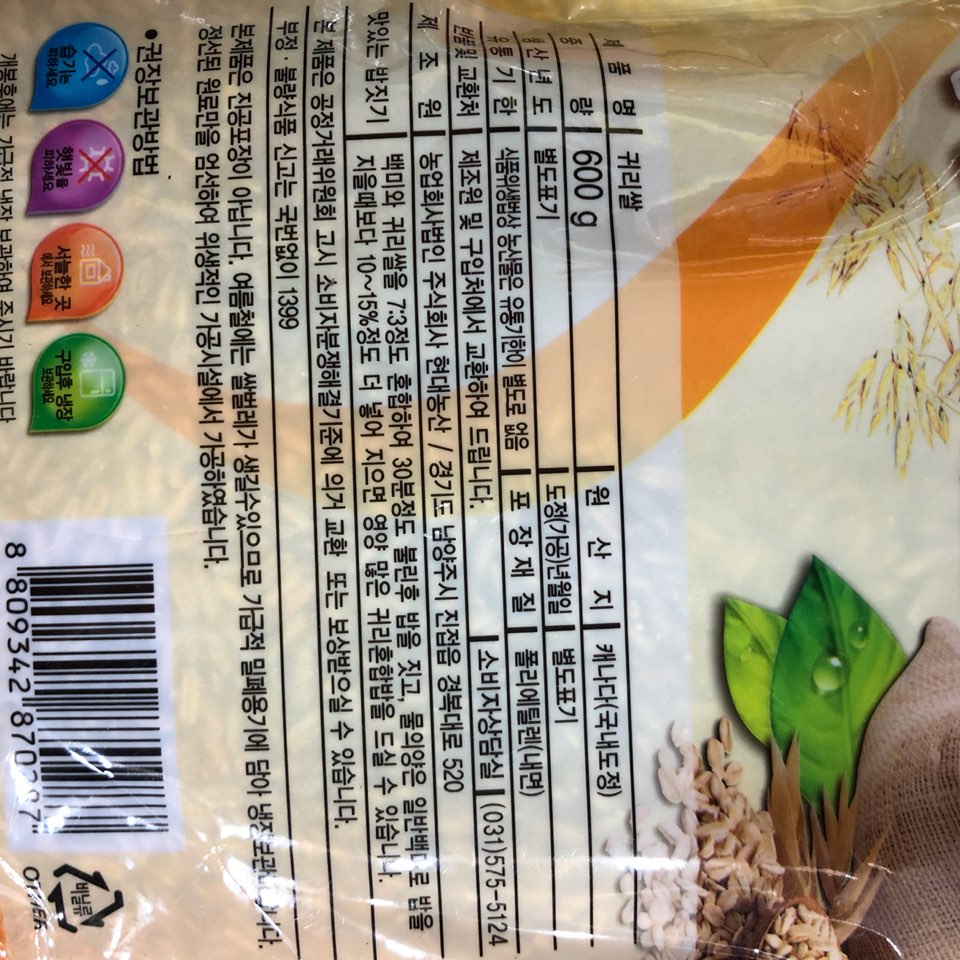 제품명 귀리쌀
중량 600 g 원산지 캐나다(국내도정)
생산년도 별도표기 도정(가공)년월일 별도표기
유통기한 식품위생법상 농산물은 유통기한이 별도로 없음 포장재질 폴리에틸렌(내면)
반품및 교환처 제조원 및 구입처에서 교환하여 드립니다. 소비자상담실 (031)575-5124
제조원 농업회사법인 주식회사 현대농산 / 경기도 남양주시 진접읍 경복대로 520
맛있는 밥짓기 백미와 귀리쌀을 7:3정도 혼합하여 30분정도 불린후 밥을 짓고, 물의양은 일반백미로 밥을
지을때보다 10~15%정도 더 넣어 지으면 영양 많은 귀리혼합밥을 드실 수 있습니다.
본 제품은 공정거래위원회 고시 소비자분쟁해결기준에 의거 교환 또는 보상받으실 수 있습니다.
부정·불량식품 신고는 국번없이 1399
본제품은 진공포장이 아닙니다. 여름철에는 쌀벌레가 생길수있으므로 가급적 밀폐용기에 담아
정선된 원료만을 엄선하여 위생적인 가공시설에서 가공하였습니다.
• 권장보관방법
습기는
피하세요
햇빛을
피하세요
서늘한 곳
에서 보관하세요
구입후 냉장
보관하세요
개봉후에는 가급적 냉장 보관하여 주시기 바랍니다
8 809342 870
비닐류
OTHER